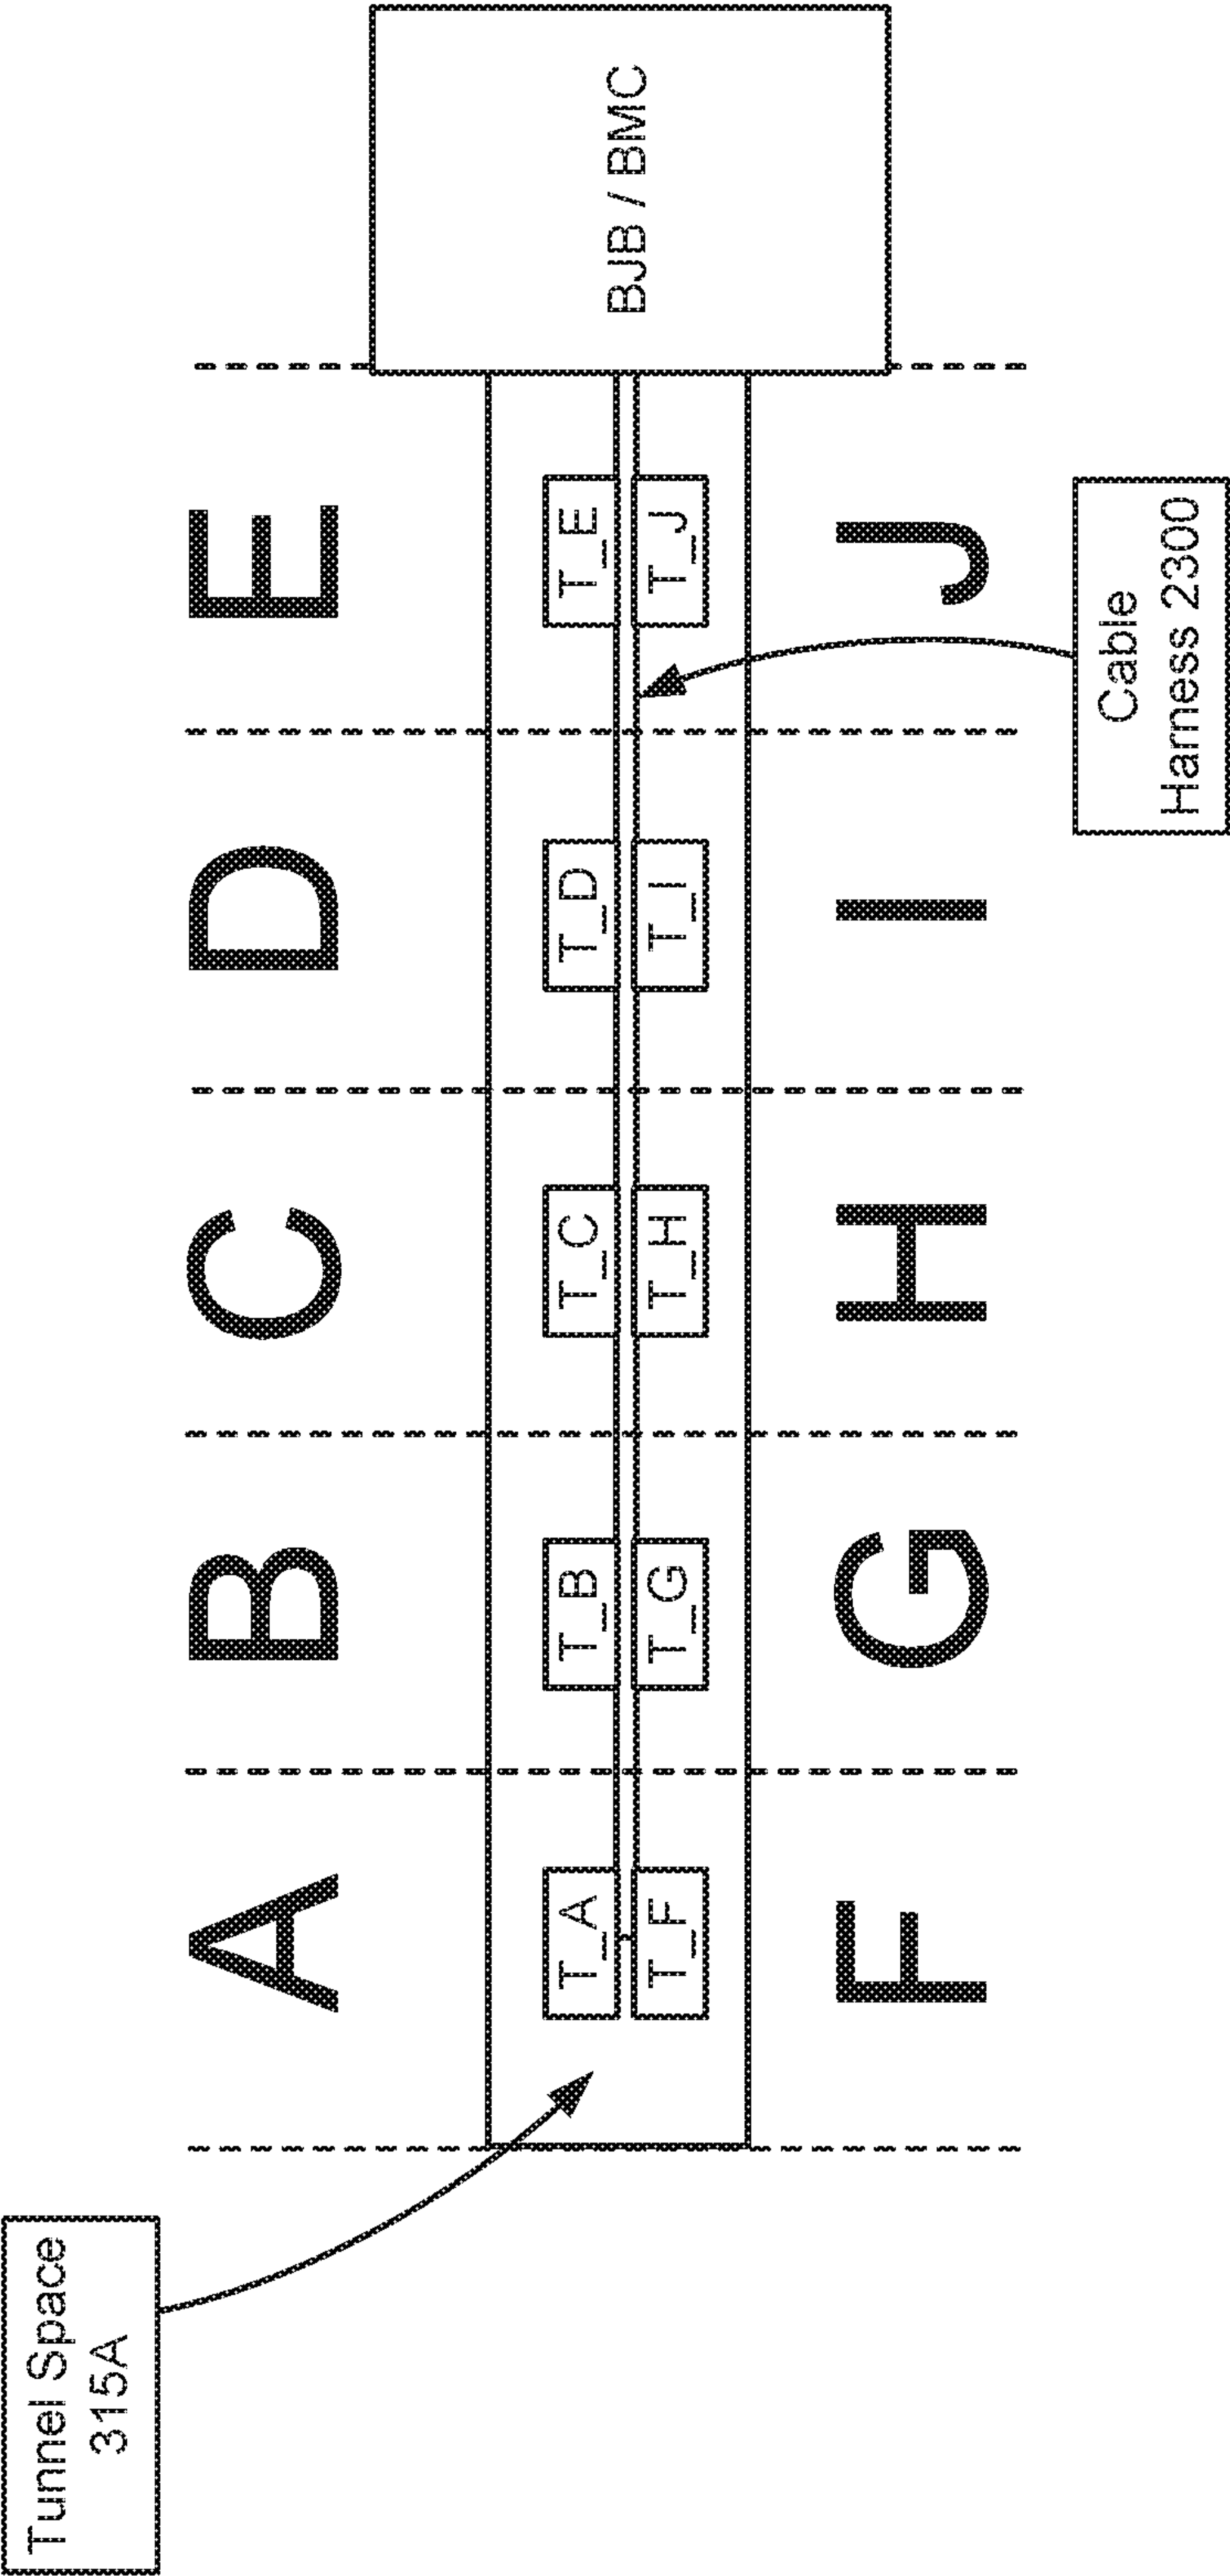 Tunnel Space
315A
A
B
C
D
E
T_A
T_B
T_C
T_D
T_E
BJB / BMC
T_F
T_G
T_H
T_I
T_J
F
G
H
I
J
Cable
Harness 2300